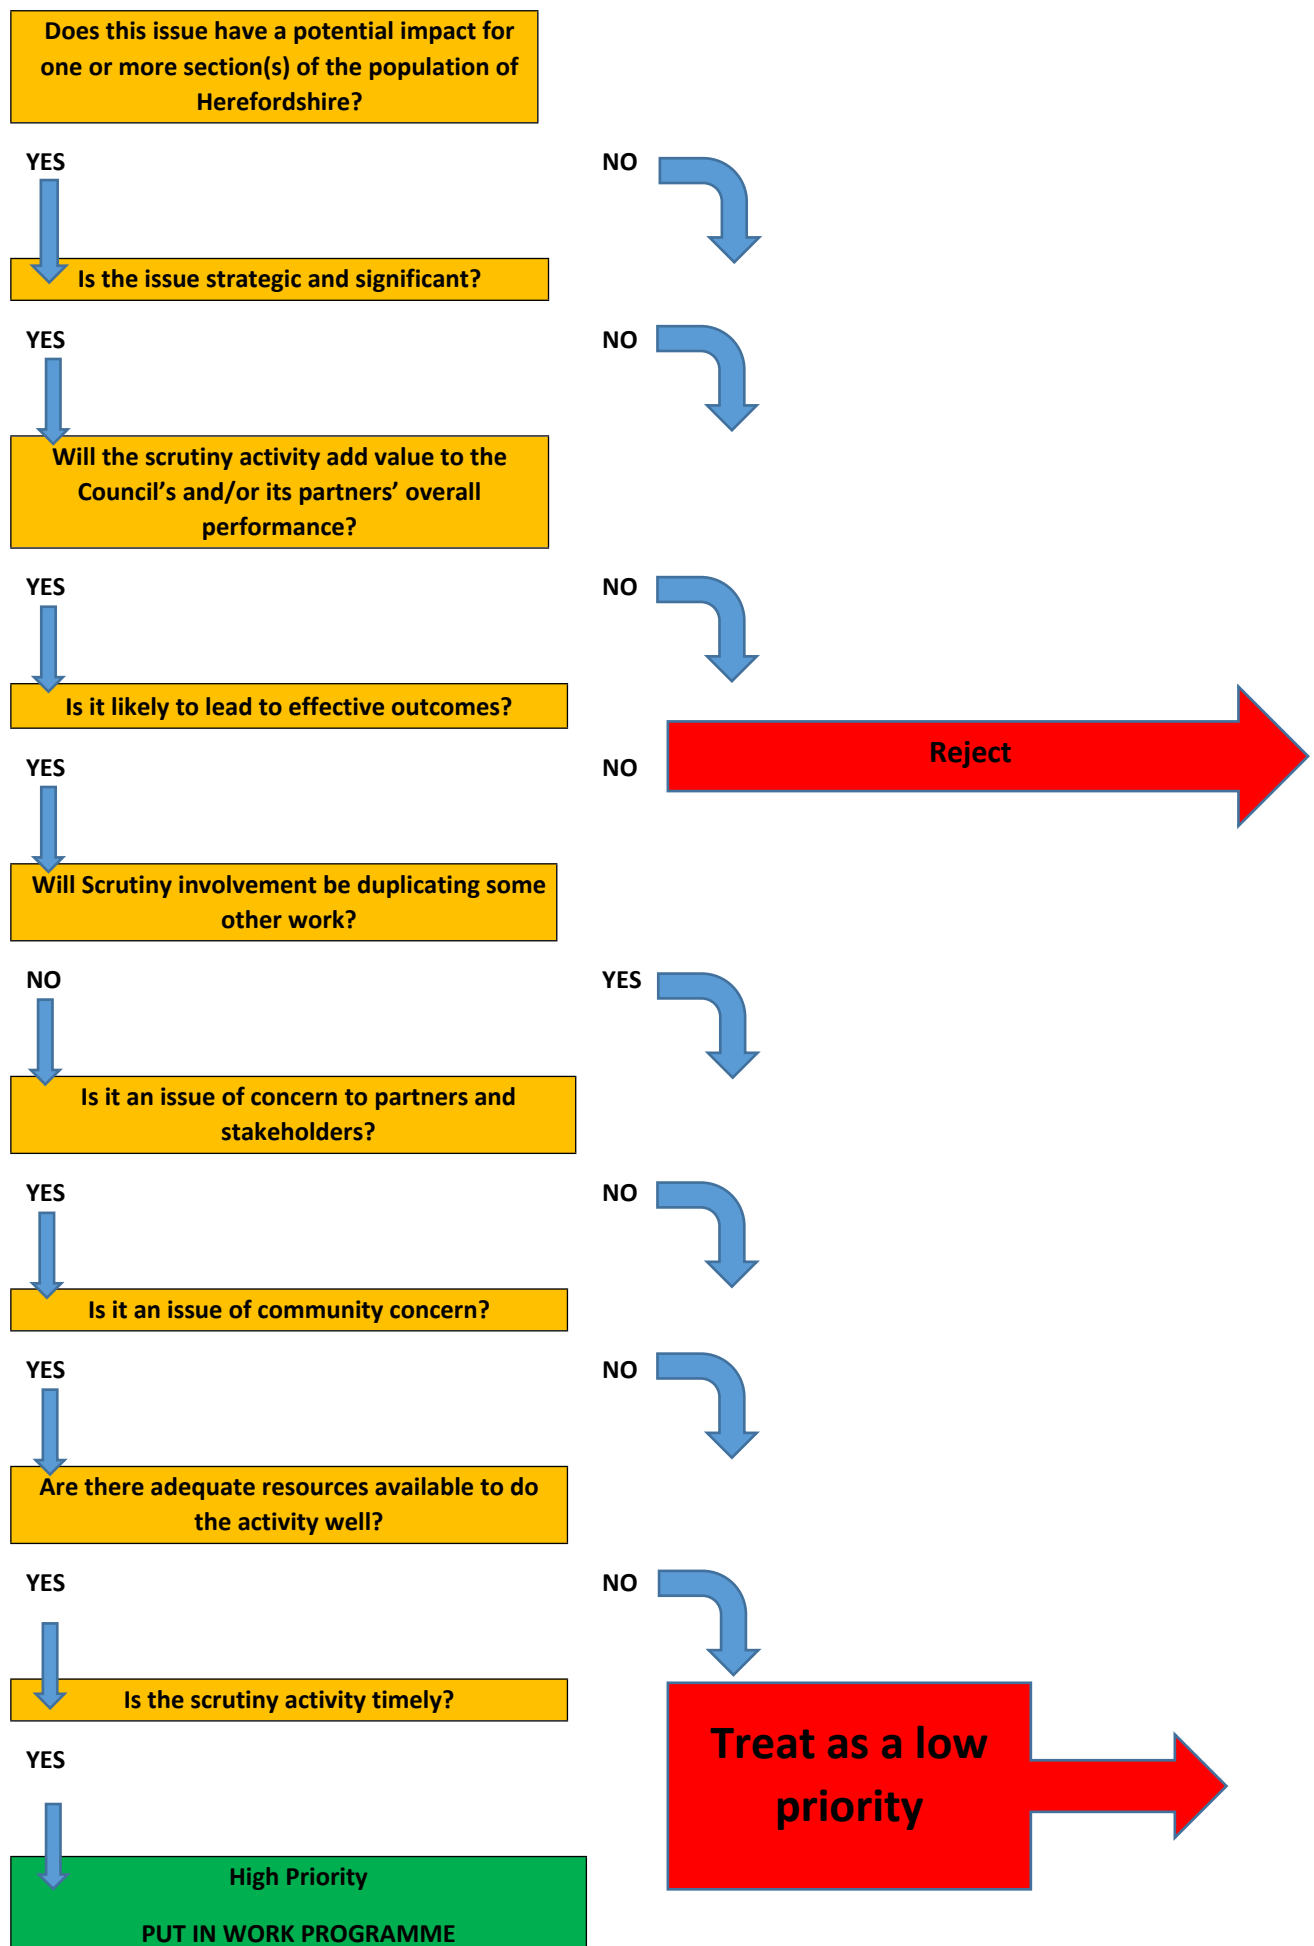 Does this issue have a potential impact for
one or more section(s) of the population of
Herefordshire?
YES
NO
Is the issue strategic and significant?
YES
NO
Will the scrutiny activity add value to the
Council’s and/or its partners’ overall
performance?
YES
NO
Is it likely to lead to effective outcomes?
Reject
YES
NO
Will Scrutiny involvement be duplicating some
other work?
NO
YES
Is it an issue of concern to partners and
stakeholders?
YES
NO
Is it an issue of community concern?
YES
NO
Are there adequate resources available to do
the activity well?
YES
NO
Is the scrutiny activity timely?
Treat as a low
priority
YES
High Priority
PUT IN WORK PROGRAMME